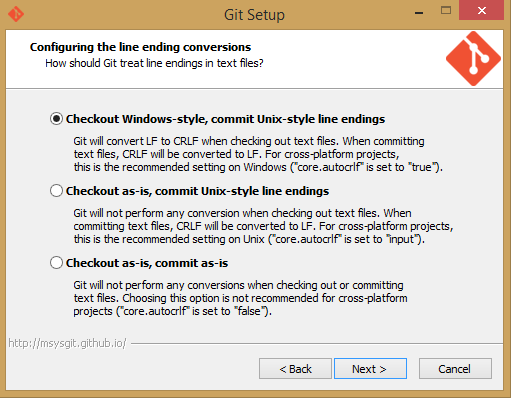 Git Setup
Configuring the line ending conversions
How should Git treat line endings in text files?
Checkout Windows-style, commit Unix-style line endings
Git will convert LF to CRLF when checking out text files. When committing
text files, CRLF will be converted to LF. For cross-platform projects,
this is the recommended setting on Windows ("core.autocrlf" is set to "true").
Checkout as-is, commit Unix-style line endings
Git will not perform any conversion when checking out text files. When
committing text files, CRLF will be converted to LF. For cross-platform projects,
this is the recommended setting on Unix ("core.autocrlf" is set to "input").
Checkout as-is, commit as-is
Git will not perform any conversions when checking out or committing
text files. Choosing this option is not recommended for cross-platform
projects ("core.autocrlf" is set to "false").
http://msysgit.github.io/
< Back Next > Cancel